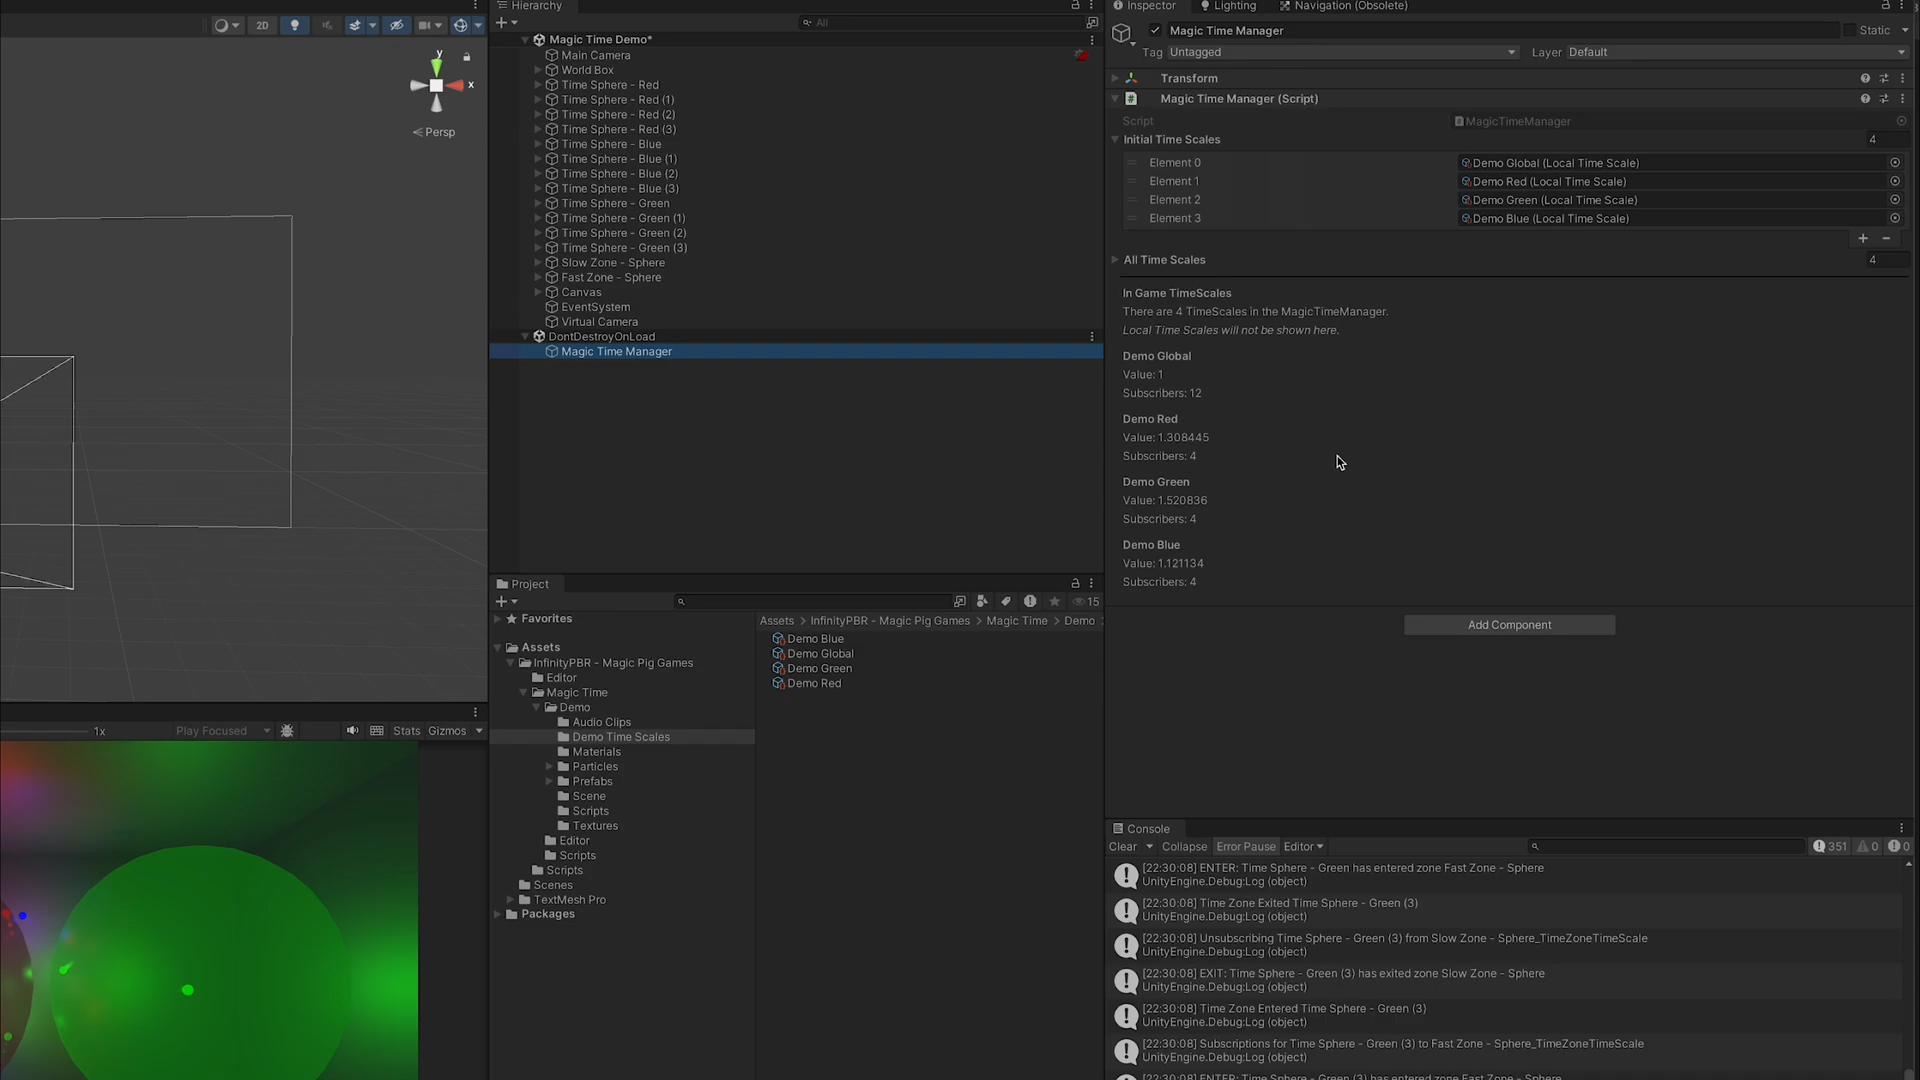 2D
y
x
Persp
1x
Play Focused
Stats
Gizmos
Hierarchy
All
Magic Time Demo*
Main Camera
World Box
Time Sphere - Red
Time Sphere - Red (1)
Time Sphere - Red (2)
Time Sphere - Red (3)
Time Sphere - Blue
Time Sphere - Blue (1)
Time Sphere - Blue (2)
Time Sphere - Blue (3)
Time Sphere - Green
Time Sphere - Green (1)
Time Sphere - Green (2)
Time Sphere - Green (3)
Slow Zone - Sphere
Fast Zone - Sphere
Canvas
EventSystem
Virtual Camera
DontDestroyOnLoad
Magic Time Manager
Project
15
Favorites
Assets
InfinityPBR - Magic Pig Games
Editor
Magic Time
Demo
Audio Clips
Demo Time Scales
Materials
Particles
Prefabs
Scene
Scripts
Textures
Editor
Scripts
Scripts
Scenes
TextMesh Pro
Packages
Assets > InfinityPBR - Magic Pig Games > Magic Time > Demo >
Demo Blue
Demo Global
Demo Green
Demo Red
Inspector
Lighting
Navigation (Obsolete)
Magic Time Manager
Static
Tag Untagged
Layer Default
Transform
Magic Time Manager (Script)
Script
MagicTimeManager
Initial Time Scales
4
Element 0 Demo Global (Local Time Scale)
Element 1 Demo Red (Local Time Scale)
Element 2 Demo Green (Local Time Scale)
Element 3 Demo Blue (Local Time Scale)
All Time Scales
4
In Game TimeScales
There are 4 TimeScales in the MagicTimeManager.
Local Time Scales will not be shown here.
Demo Global
Value: 1
Subscribers: 12
Demo Red
Value: 1.308445
Subscribers: 4
Demo Green
Value: 1.520836
Subscribers: 4
Demo Blue
Value: 1.121134
Subscribers: 4
Add Component
Console
Clear
Collapse
Error Pause
Editor
351
0
0
[22:30:08] ENTER: Time Sphere - Green has entered zone Fast Zone - Sphere
UnityEngine.Debug:Log (object)
[22:30:08] Time Zone Exited Time Sphere - Green (3)
UnityEngine.Debug:Log (object)
[22:30:08] Unsubscribing Time Sphere - Green (3) from Slow Zone - Sphere_TimeZoneTimeScale
UnityEngine.Debug:Log (object)
[22:30:08] EXIT: Time Sphere - Green (3) has exited zone Slow Zone - Sphere
UnityEngine.Debug:Log (object)
[22:30:08] Time Zone Entered Time Sphere - Green (3)
UnityEngine.Debug:Log (object)
[22:30:08] Subscriptions for Time Sphere - Green (3) to Fast Zone - Sphere_TimeZoneTimeScale
UnityEngine.Debug:Log (object)
[22:30:08] ENTER: Time Sphere - Green (3) has entered zone Fast Zone - Sphere